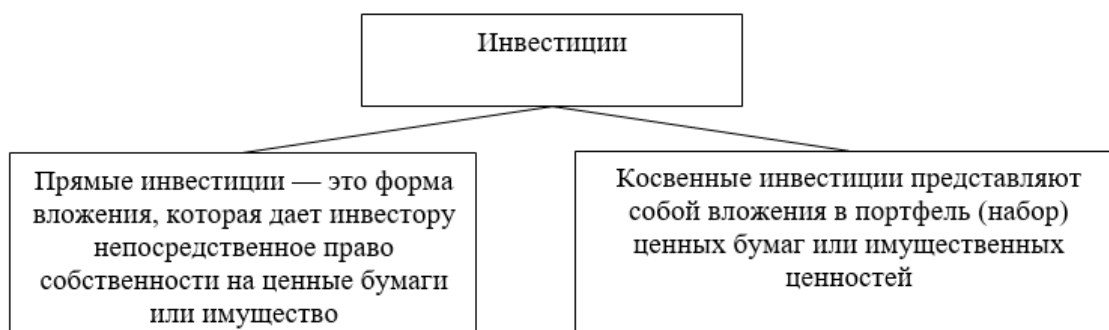 Инвестиции
Прямые инвестиции — это форма
вложения, которая дает инвестору
непосредственное право
собственности на ценные бумаги
или имущество
Косвенные инвестиции представляют
собой вложения в портфель (набор)
ценных бумаг или имущественных
ценностей